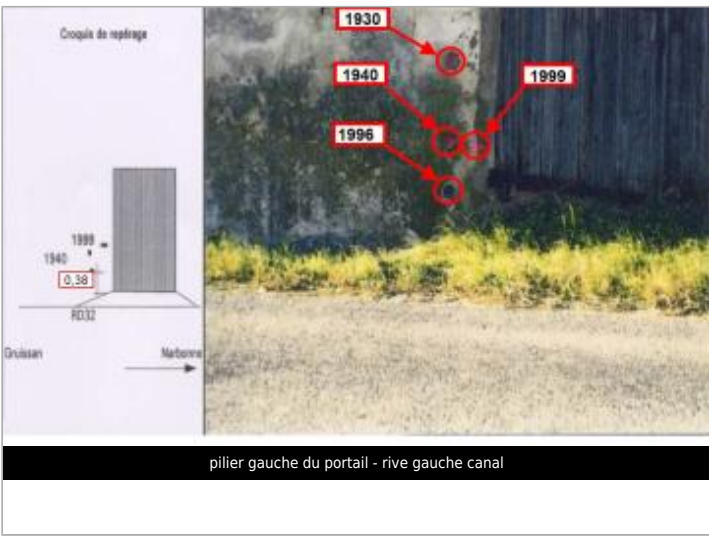 Croquis de repérage
1999
1940
0,38
RD32
Gruissan
Narbonne
1930
1940
1999
1996
pilier gauche du portail - rive gauche canal